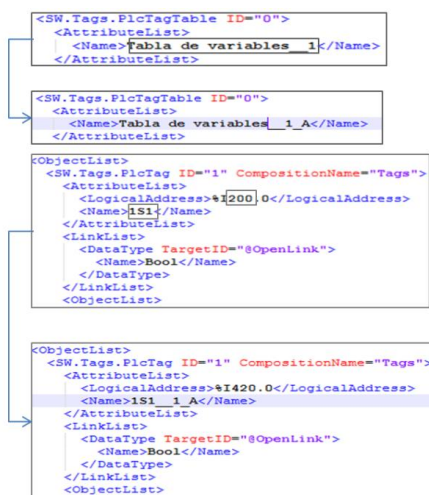 <SW.Tags.PlcTagTable ID="0">
<AttributeList>
<Name>Tabla de variables__1</Name>
</AttributeList>
<SW.Tags.PlcTagTable ID="0">
<AttributeList>
<Name>Tabla de variables__1_A</Name>
</AttributeList>
<ObjectList>
<SW.Tags.PlcTag ID="1" CompositionName="Tags">
<AttributeList>
<LogicalAddress>%I200.0</LogicalAddress>
<Name>1S1</Name>
</AttributeList>
<LinkList>
<DataType TargetID="@OpenLink">
<Name>Bool</Name>
</DataType>
</LinkList>
<ObjectList>
<ObjectList>
<SW.Tags.PlcTag ID="1" CompositionName="Tags">
<AttributeList>
<LogicalAddress>%I420.0</LogicalAddress>
<Name>1S1__1_A</Name>
</AttributeList>
<LinkList>
<DataType TargetID="@OpenLink">
<Name>Bool</Name>
</DataType>
</LinkList>
<ObjectList>